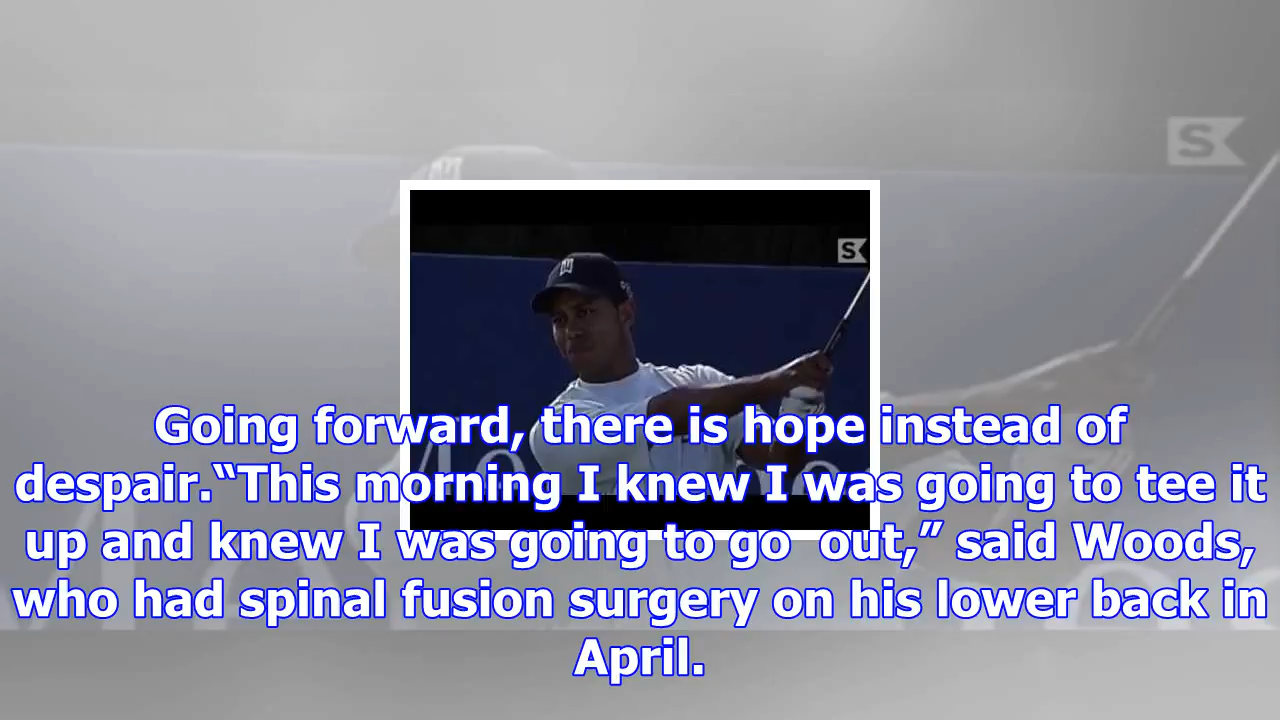 S
S
Going forward, there is hope instead of
despair.“This morning I knew I was going to tee it
up and knew I was going to go  out,” said Woods,
who had spinal fusion surgery on his lower back in
April.